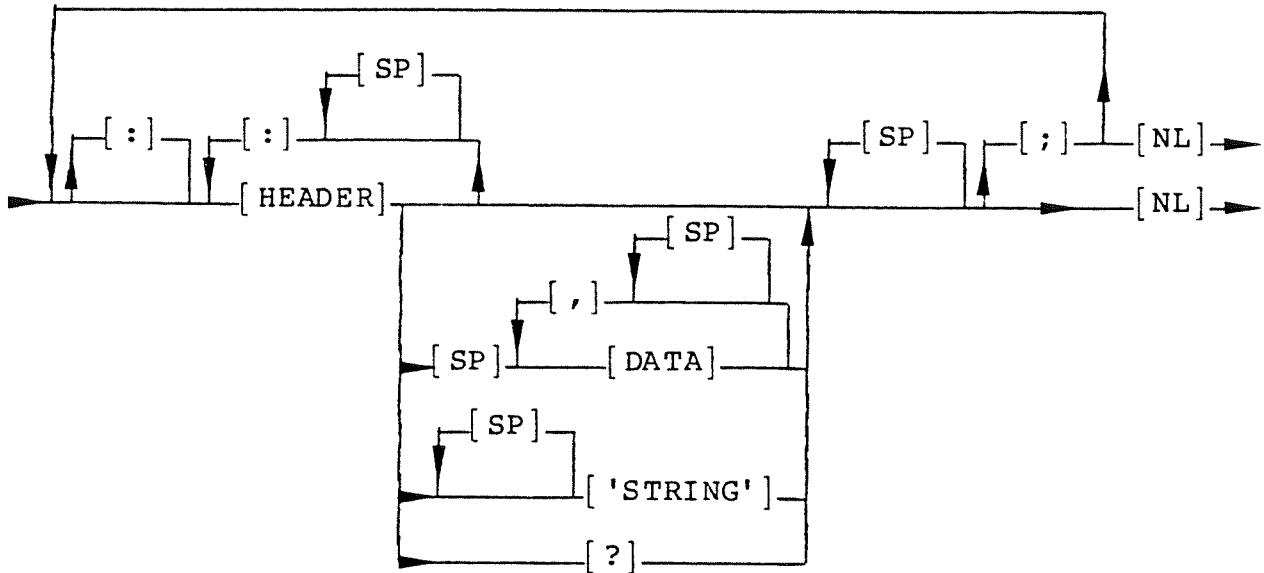 [SP]
[:] [:] [SP] [;] [NL]
[HEADER] [NL]
[SP]
[,]
[SP] [DATA]
[SP]
['STRING']
[?]